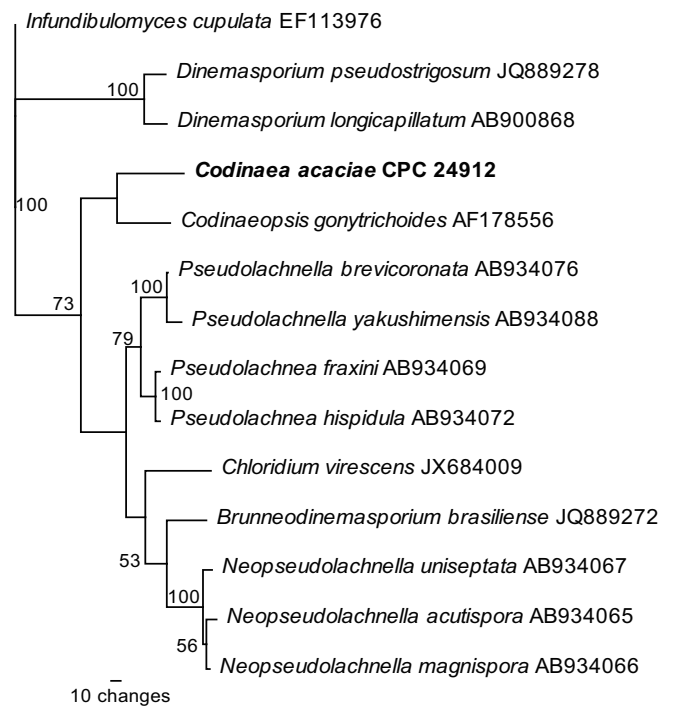 Infundibulomyces cupulata EF113976
Dinemasporium pseudostrigosum JQ889278
100
Dinemasporium longicapillatum AB900868
Codinaea acaciae CPC 24912
100
Codinaeopsis gonytrichoides AF178556
Pseudolachnella brevicoronata AB934076
100
73
Pseudolachnella yakushimensis AB934088
79
Pseudolachnea fraxini AB934069
100
Pseudolachnea hispidula AB934072
Chloridium virescens JX684009
Brunneodinemasporium brasiliense JQ889272
53
Neopseudolachnella uniseptata AB934067
100
Neopseudolachnella acutispora AB934065
56
Neopseudolachnella magnispora AB934066
10 changes